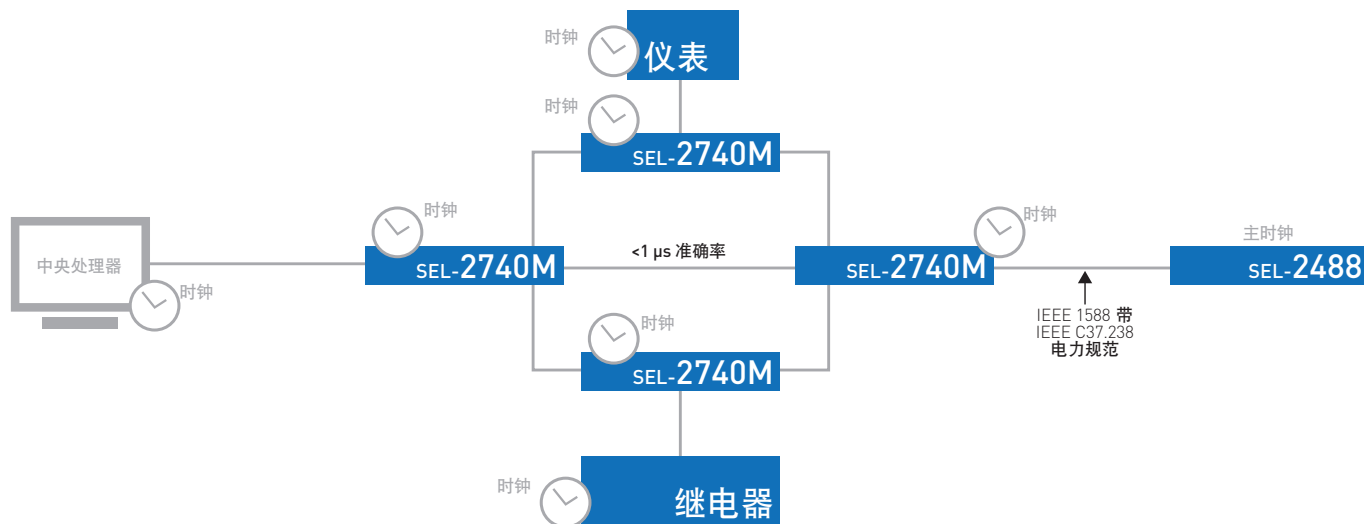 时钟
仪表
时钟
SEL-2740M
时钟
时钟
主时钟
<1 µs 准确率
中央处理器
SEL-2740M
SEL-2740M
SEL-2488
时钟
IEEE 1588 带
IEEE C37.238
电力规范
时钟
SEL-2740M
时钟
继电器